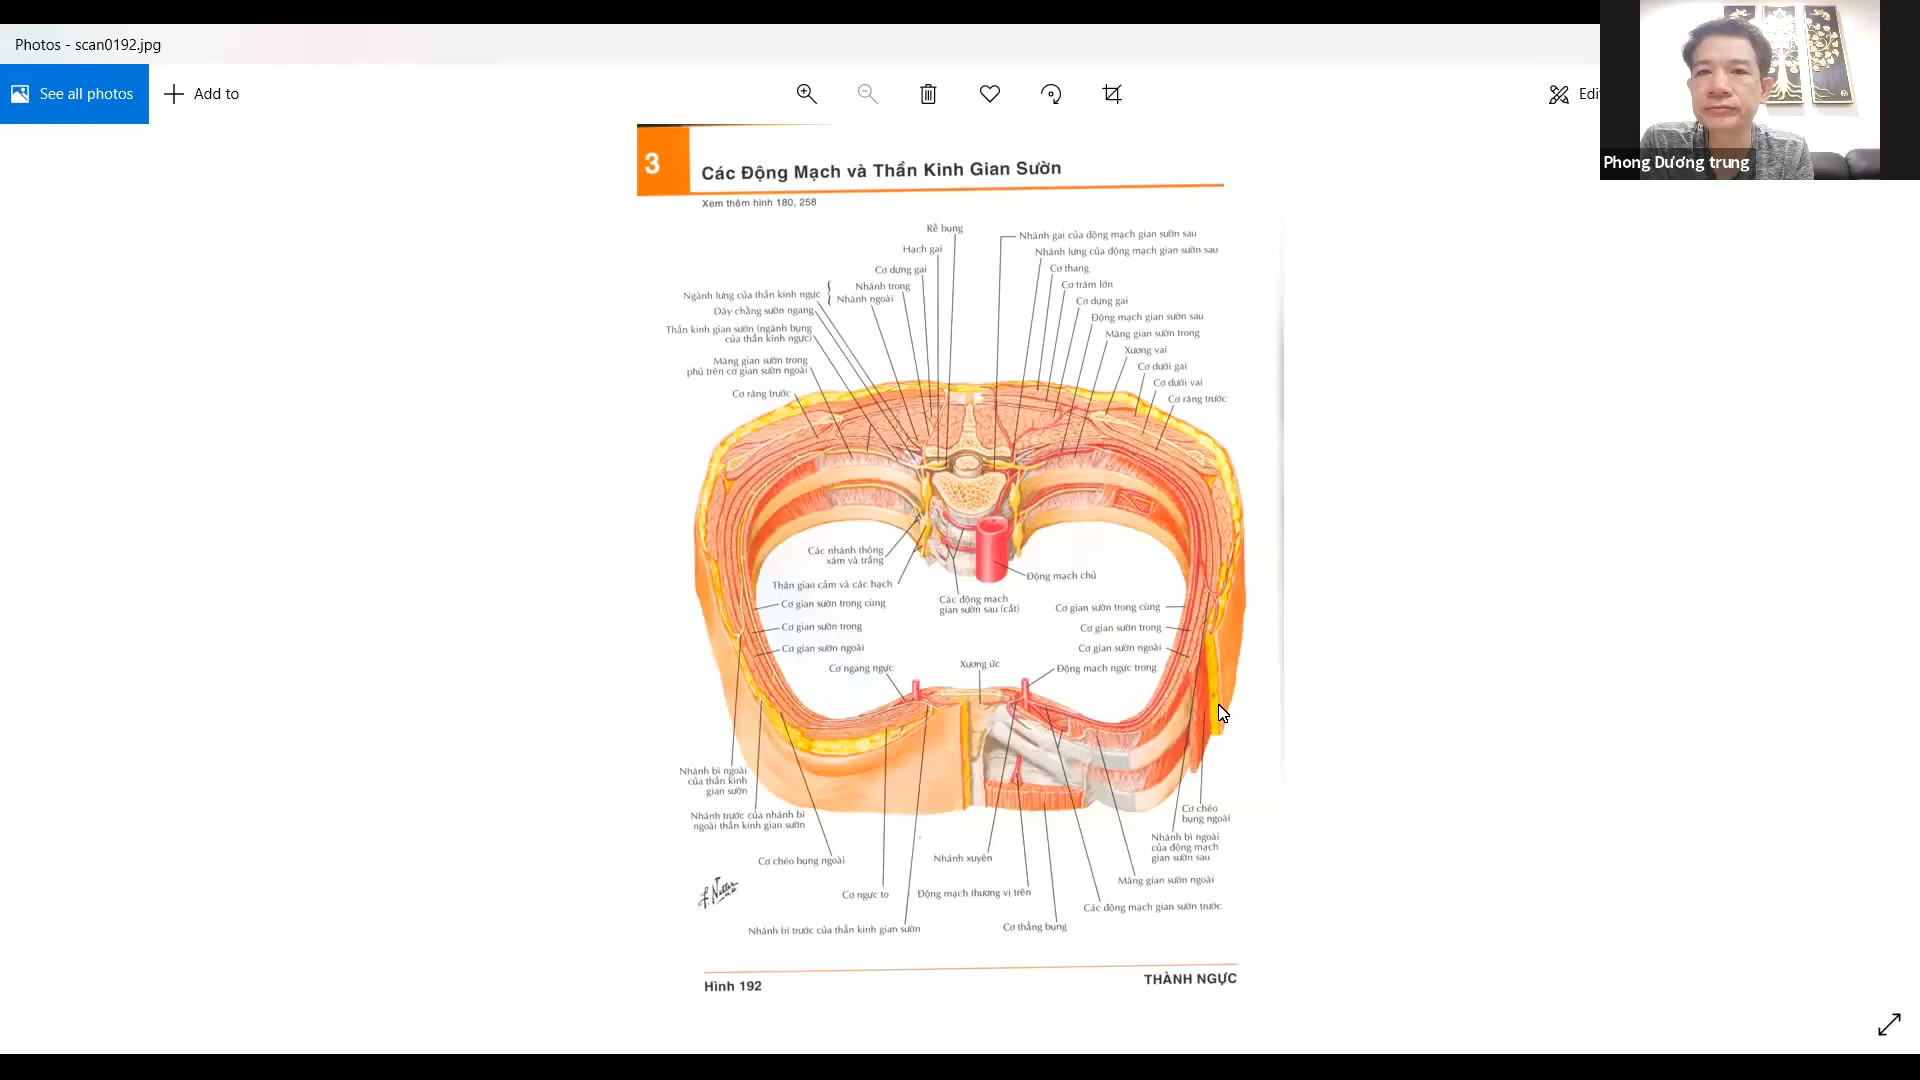 Photos - scan0192.jpg
See all photos
Add to
Edi
Phong Dương trung
3
Các Động Mạch và Thần Kinh Gian Sườn
Xem thêm hình 180, 258
Rễ bụng
Hạch gai
Cơ dựng gai
Nhánh trong
Nhánh ngoài
Ngành lưng của thần kinh ngực
Dây chằng sườn ngang
Thần kinh gian sườn (ngành bụng
của thần kinh ngực)
Màng gian sườn trong
phủ trên cơ gian sườn ngoài
Cơ răng trước
Nhánh gai của động mạch gian sườn sau
Nhánh lưng của động mạch gian sườn sau
Cơ thang
Cơ trám lớn
Cơ dựng gai
Động mạch gian sườn sau
Màng gian sườn trong
Xương vai
Cơ dưới gai
Cơ dưới vai
Cơ răng trước
Các nhánh thông
xám và trắng
Thân giao cảm và các hạch
Cơ gian sườn trong cùng
Cơ gian sườn trong
Cơ gian sườn ngoài
Cơ ngang ngực
Các động mạch
gian sườn sau (cắt)
Xương ức
Động mạch chủ
Cơ gian sườn trong cùng
Cơ gian sườn trong
Cơ gian sườn ngoài
Động mạch ngực trong
Nhánh bì ngoài
của thần kinh
gian sườn
Nhánh trước của nhánh bì
ngoài thần kinh gian sườn
Cơ chéo bụng ngoài
Cơ ngực to
Nhánh bì trước của thần kinh gian sườn
Nhánh xuyên
Động mạch thượng vị trên
Cơ thẳng bụng
Cơ chéo
bụng ngoài
Nhánh bì ngoài
của động mạch
gian sườn sau
Màng gian sườn ngoài
Các động mạch gian sườn trước
F. Netter
Hình 192
THÀNH NGỰC